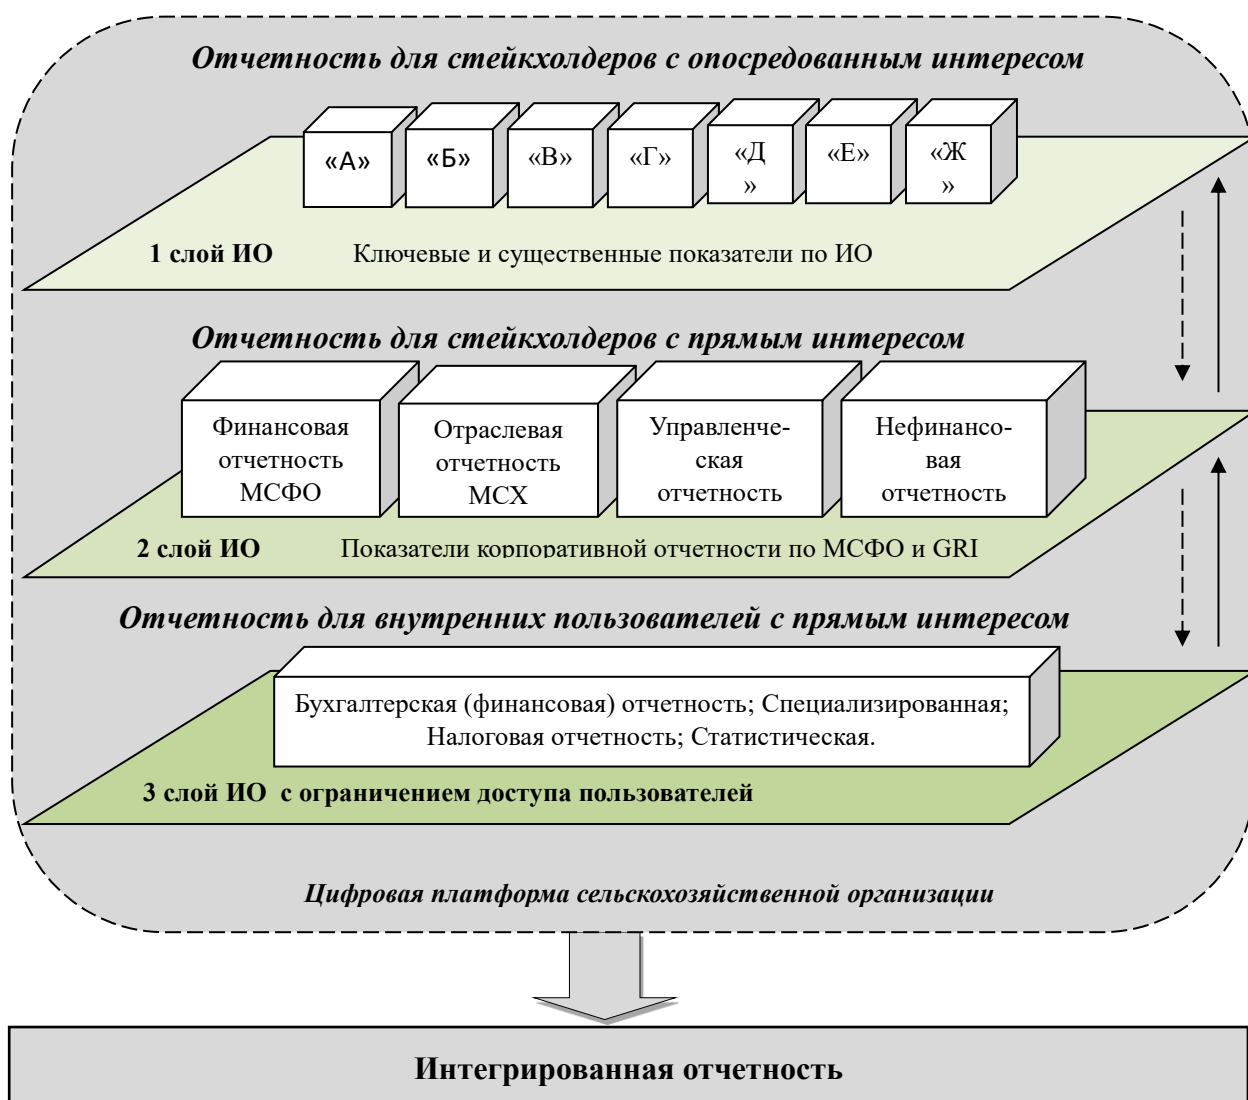 Отчетность для стейкхолдеров с опосредованным интересом
«А» «Б» «В» «Г» «Д» «Е» «Ж»
1 слой ИО Ключевые и существенные показатели по ИО
Отчетность для стейкхолдеров с прямым интересом
Финансовая
отчетность
МСФО
Отраслевая
отчетность
МСХ
Управленче-
ская
отчетность
Нефинансо-
вая
отчетность
2 слой ИО Показатели корпоративной отчетности по МСФО и GRI
Отчетность для внутренних пользователей с прямым интересом
Бухгалтерская (финансовая) отчетность; Специализированная;
Налоговая отчетность; Статистическая.
3 слой ИО с ограничением доступа пользователей
Цифровая платформа сельскохозяйственной организации
Интегрированная отчетность